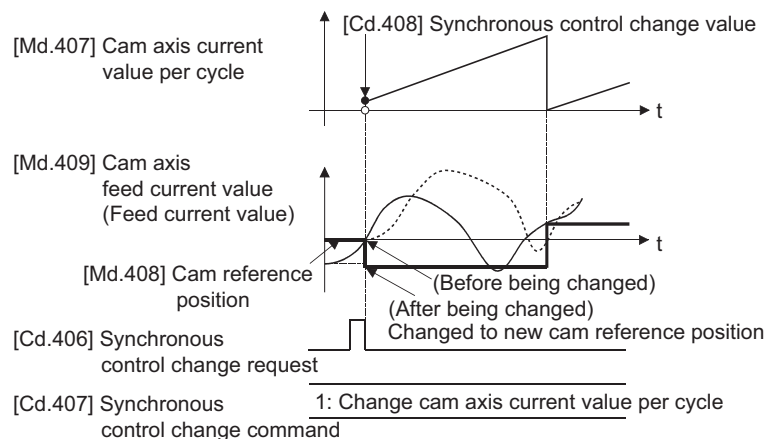 [Cd.408] Synchronous control change value
[Md.407] Cam axis current
value per cycle
t
[Md.409] Cam axis
feed current value
(Feed current value)
t
[Md.408] Cam reference
position
(Before being changed)
(After being changed)
Changed to new cam reference position
[Cd.406] Synchronous
control change request
[Cd.407] Synchronous
control change command
1: Change cam axis current value per cycle